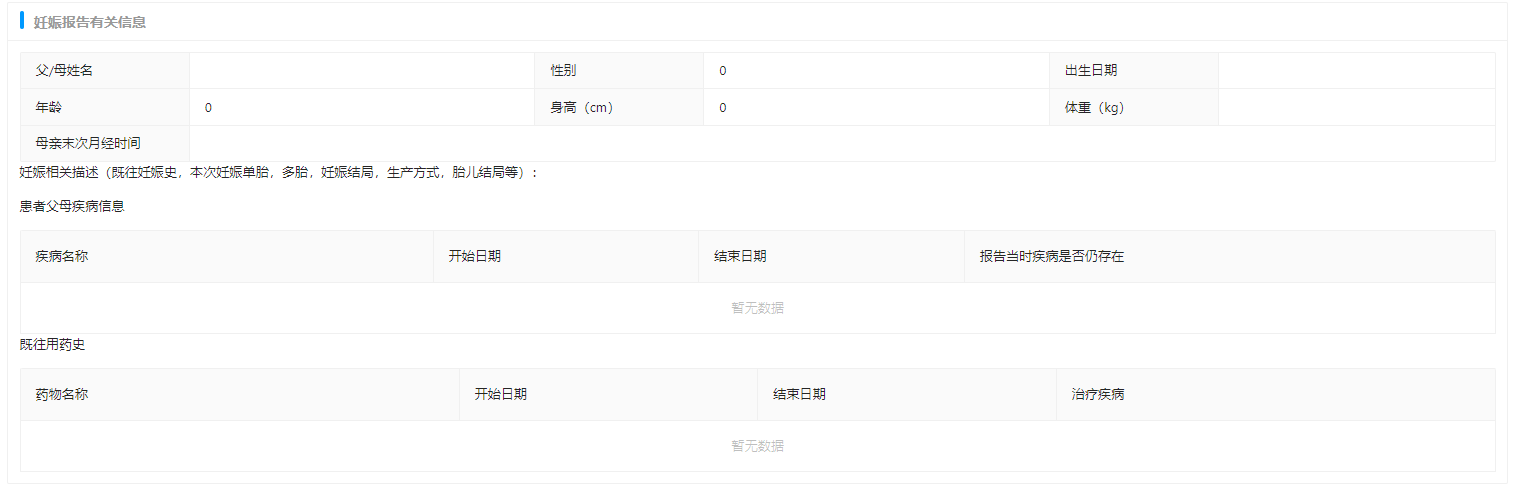 妊娠报告有关信息
父/母姓名 性别 0 出生日期
年龄 0 身高（cm） 0 体重（kg）
母亲末次月经时间
妊娠相关描述（既往妊娠史，本次妊娠单胎，多胎，妊娠结局，生产方式，胎儿结局等）：
患者父母疾病信息
疾病名称 开始日期 结束日期 报告当时疾病是否仍存在
暂无数据
既往用药史
药物名称 开始日期 结束日期 治疗疾病
暂无数据